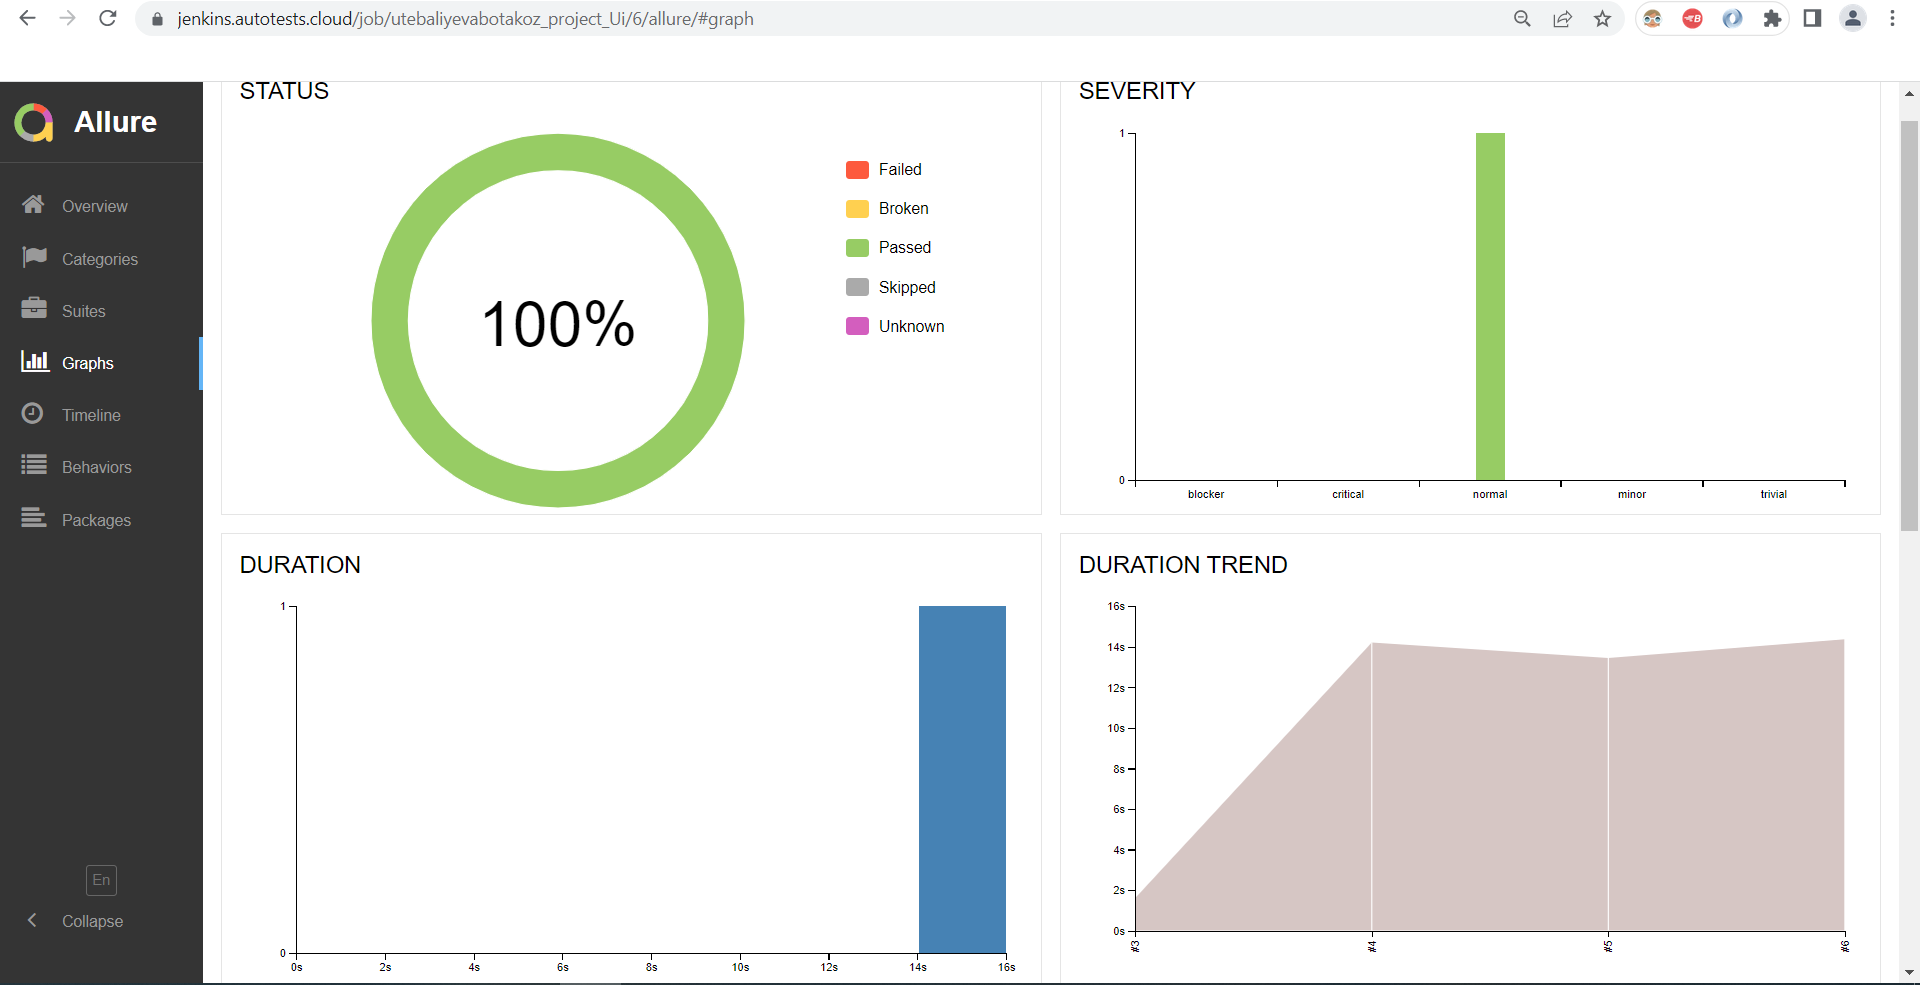 jenkins.autotests.cloud/job/utebaliyevabotakoz_project_Ui/6/allure/#graph
Allure
Overview
Categories
Suites
Graphs
Timeline
Behaviors
Packages
En
Collapse
STATUS
100%
Failed
Broken
Passed
Skipped
Unknown
SEVERITY
1
0
blocker critical normal minor trivial
DURATION
1
0
0s 2s 4s 6s 8s 10s 12s 14s 16s
DURATION TREND
16s
14s
12s
10s
8s
6s
4s
2s
0s
#3 #4 #5 #6